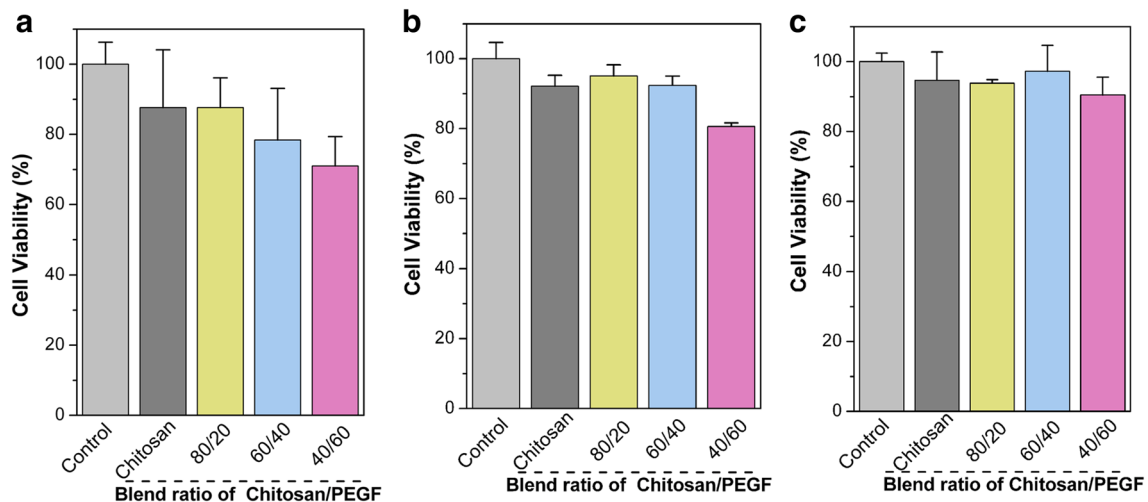 a
100
80
60
40
20
0
Cell Viability (%)
Control
Chitosan
80/20
60/40
40/60
Blend ratio of Chitosan/PEGF
b
100
80
60
40
20
0
Cell Viability (%)
Control
Chitosan
80/20
60/40
40/60
Blend ratio of Chitosan/PEGF
c
100
80
60
40
20
0
Cell Viability (%)
Control
Chitosan
80/20
60/40
40/60
Blend ratio of Chitosan/PEGF